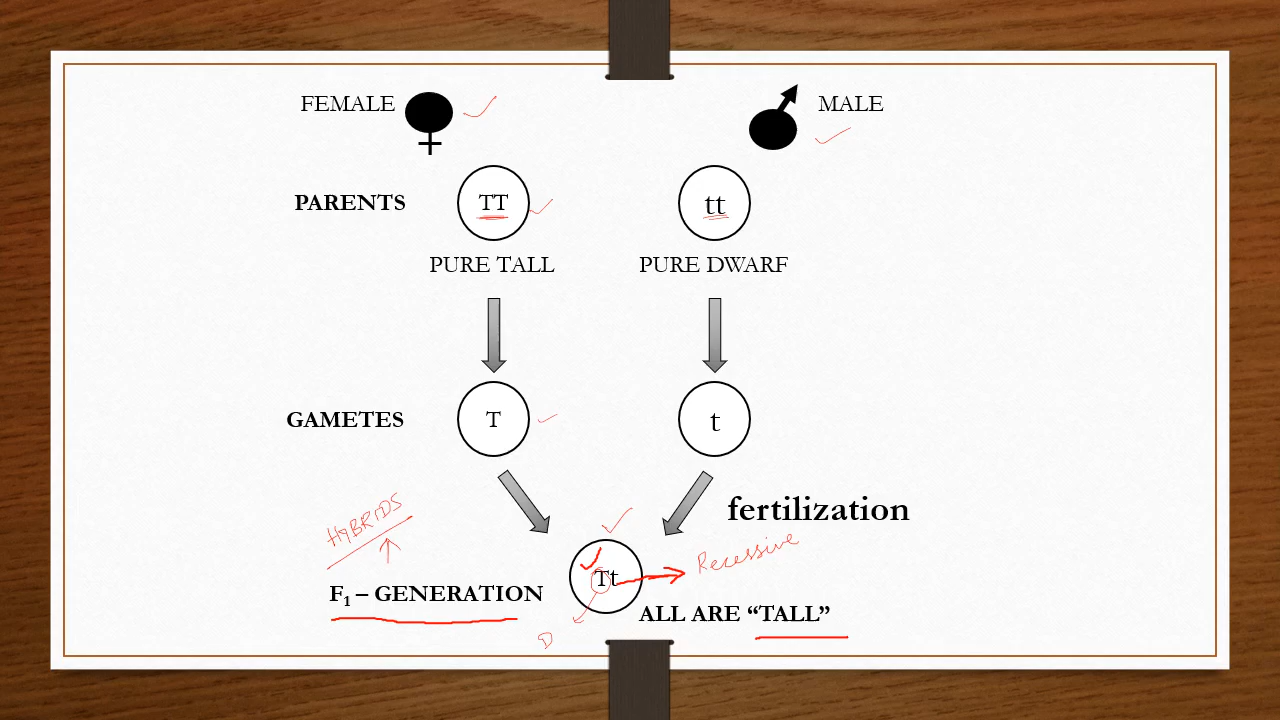 FEMALE MALE
PARENTS TT tt
PURE TALL PURE DWARF
GAMETES T t
HYBRIDS
fertilization
Recessive
Tt
F₁ – GENERATION
ALL ARE “TALL”
D